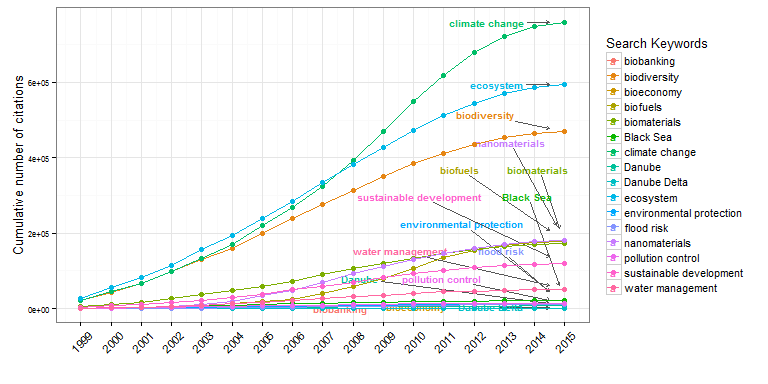 climate change
ecosystem
biodiversity
nanomaterials
biofuels
biomaterials
sustainable development
Black Sea
environmental protection
water management
flood risk
Danube
pollution control
biobanking
bioeconomy
Danube Delta
Cumulative number of citations
6e+05
4e+05
2e+05
0e+00
1999
2000
2001
2002
2003
2004
2005
2006
2007
2008
2009
2010
2011
2012
2013
2014
2015
Search Keywords
biobanking
biodiversity
bioeconomy
biofuels
biomaterials
Black Sea
climate change
Danube
Danube Delta
ecosystem
environmental protection
flood risk
nanomaterials
pollution control
sustainable development
water management